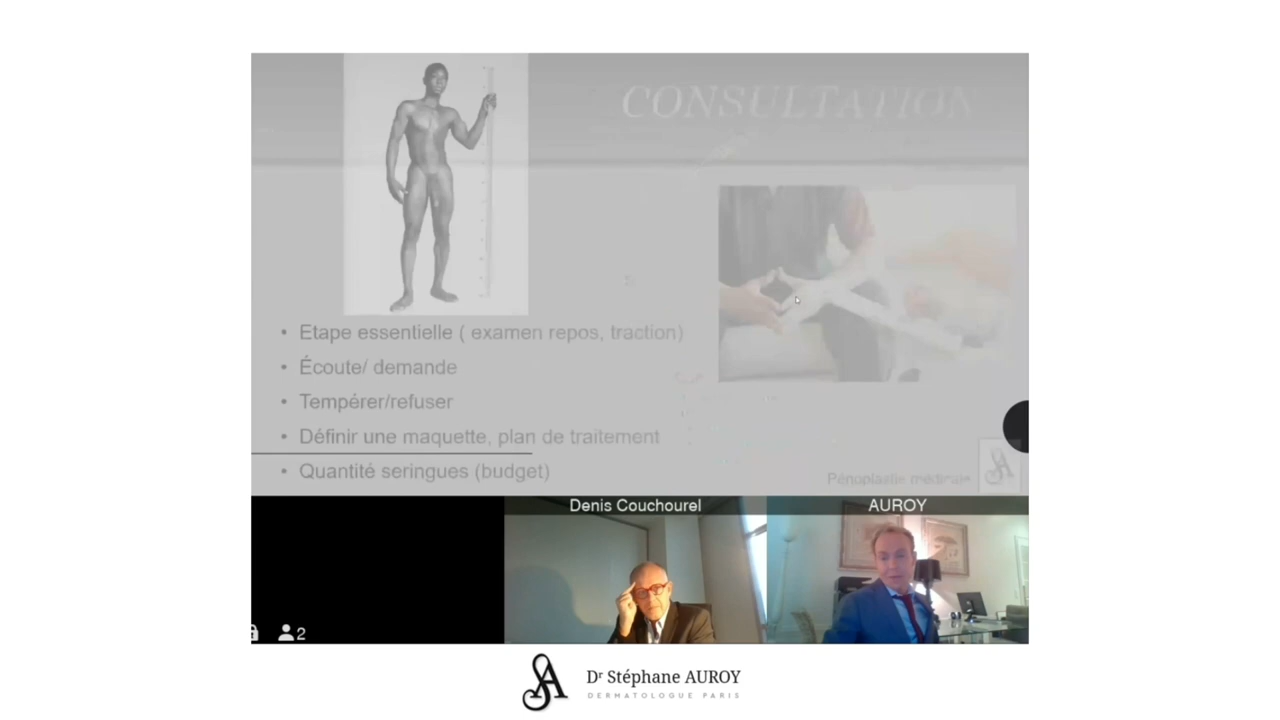 CONSULTATION
• Etape essentielle ( examen repos, traction)
• Écoute/ demande
• Tempérer/refuser
• Définir une maquette, plan de traitement
• Quantité seringues (budget)
Pénoplastie médicale
Denis Couchourel
AUROY
2
Dr Stéphane AUROY
DERMATOLOGUE PARIS